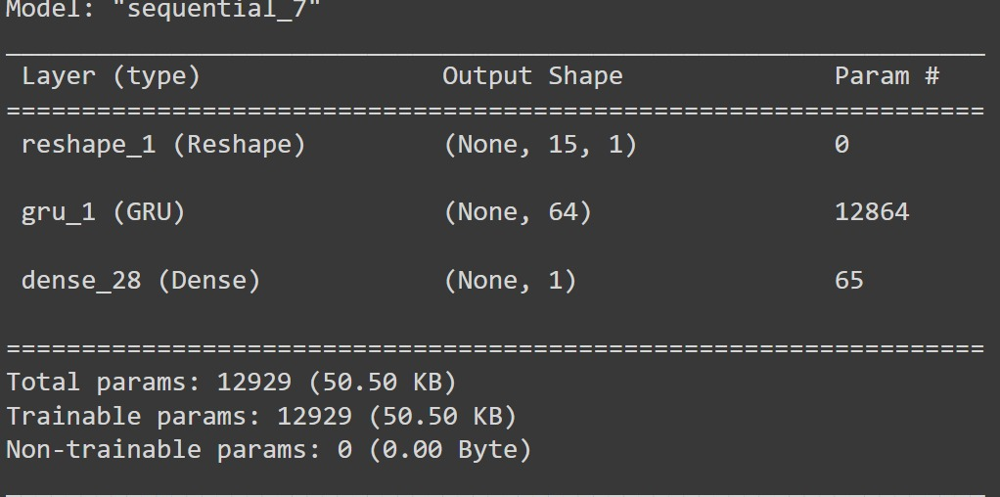 Model: "sequential_7"
_________________________________________________________________
Layer (type) Output Shape Param #
=================================================================
reshape_1 (Reshape) (None, 15, 1) 0
gru_1 (GRU) (None, 64) 12864
dense_28 (Dense) (None, 1) 65
=================================================================
Total params: 12929 (50.50 KB)
Trainable params: 12929 (50.50 KB)
Non-trainable params: 0 (0.00 Byte)
_________________________________________________________________